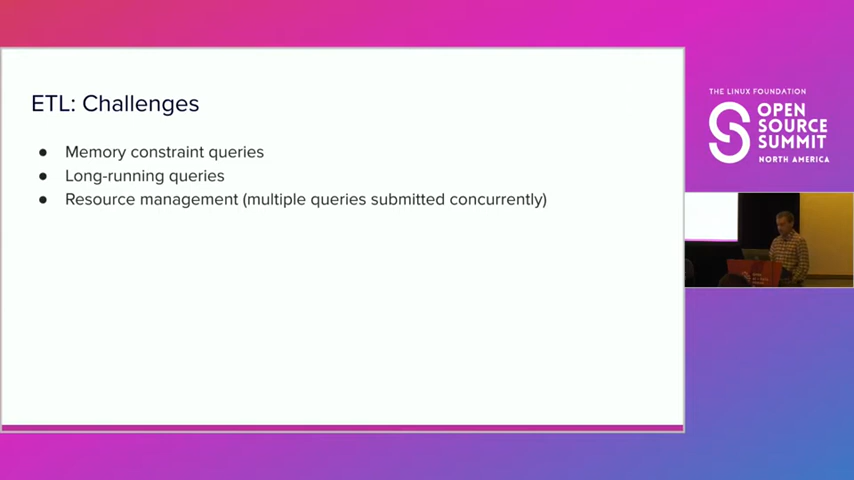 ETL: Challenges
● Memory constraint queries
● Long-running queries
● Resource management (multiple queries submitted concurrently)
THE LINUX FOUNDATION
OPEN
SOURCE
SUMMIT
NORTH AMERICA